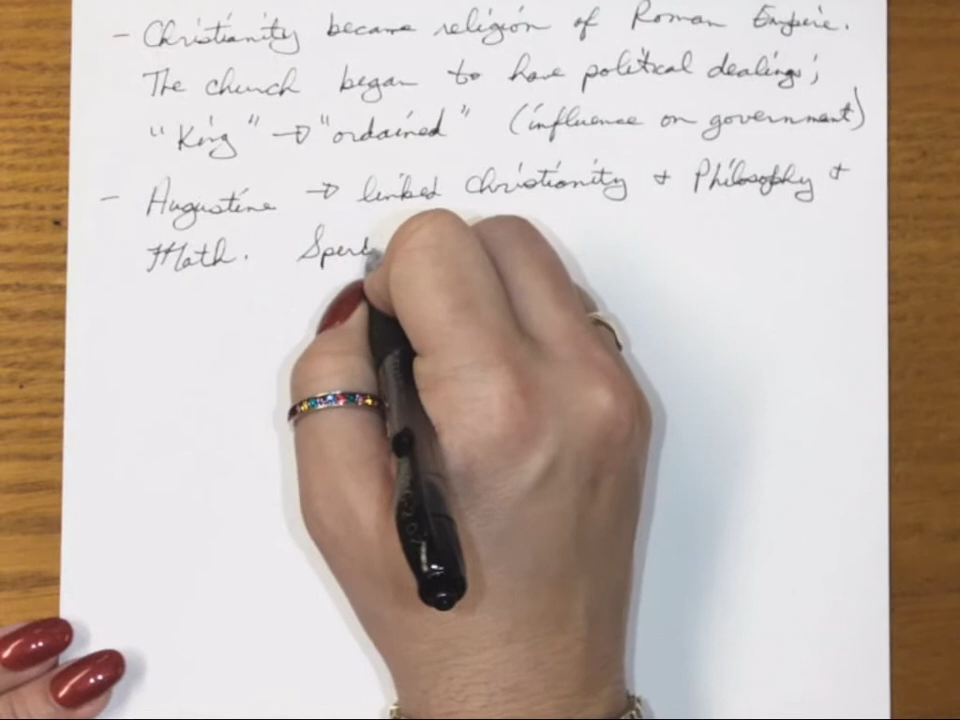 - Christianity became religion of Roman Empire.
The church began to have political dealings;
"King" → "ordained" (influence on government)
- Augustine → linked Christianity + Philosophy +
Math.